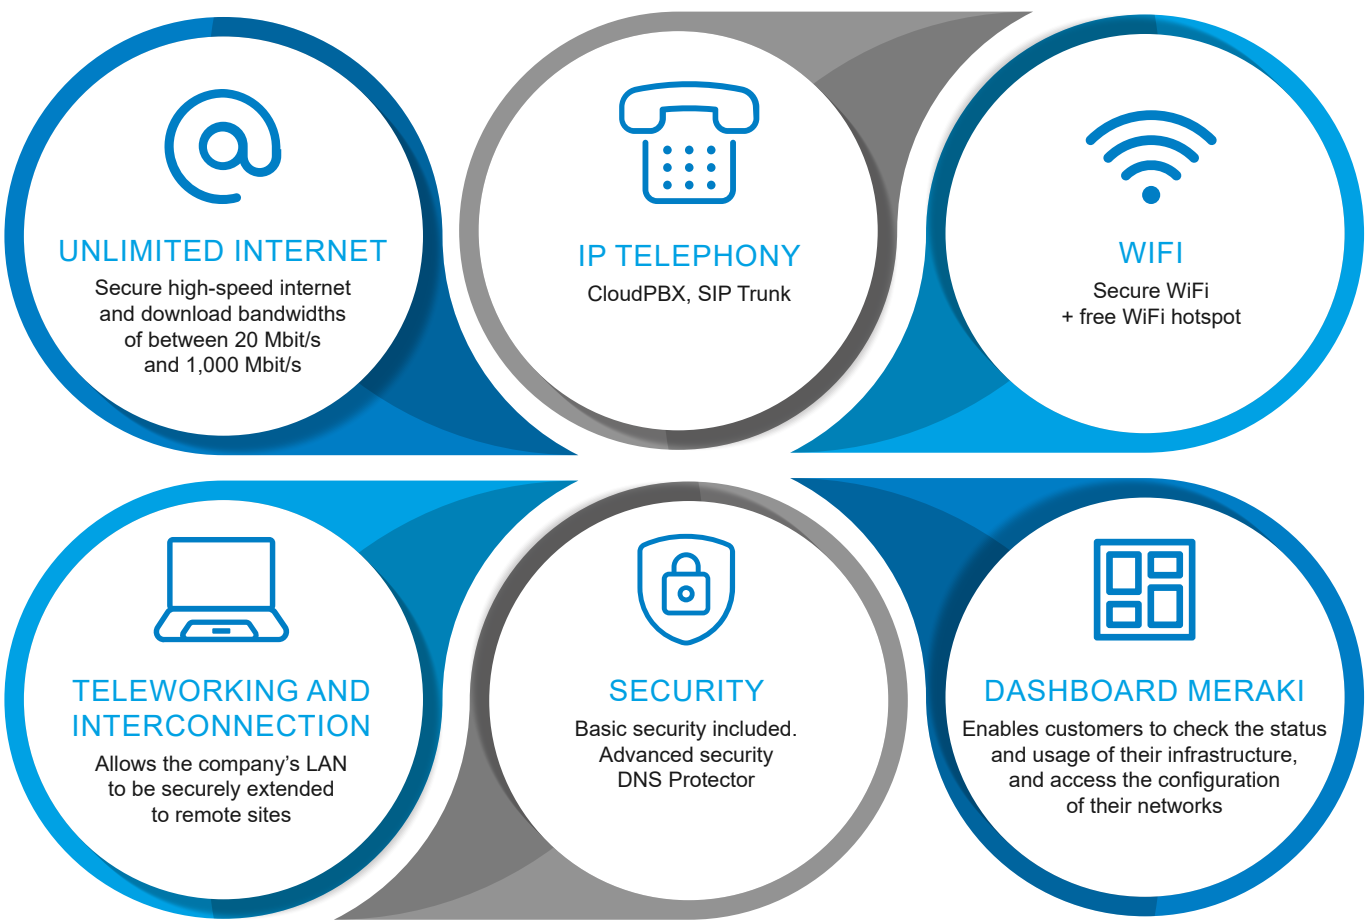 UNLIMITED INTERNET
Secure high-speed internet
and download bandwidths
of between 20 Mbit/s
and 1,000 Mbit/s
IP TELEPHONY
CloudPBX, SIP Trunk
WIFI
Secure WiFi
+ free WiFi hotspot
TELEWORKING AND
INTERCONNECTION
Allows the company's LAN
to be securely extended
to remote sites
SECURITY
Basic security included.
Advanced security
DNS Protector
DASHBOARD MERAKI
Enables customers to check the status
and usage of their infrastructure,
and access the configuration
of their networks